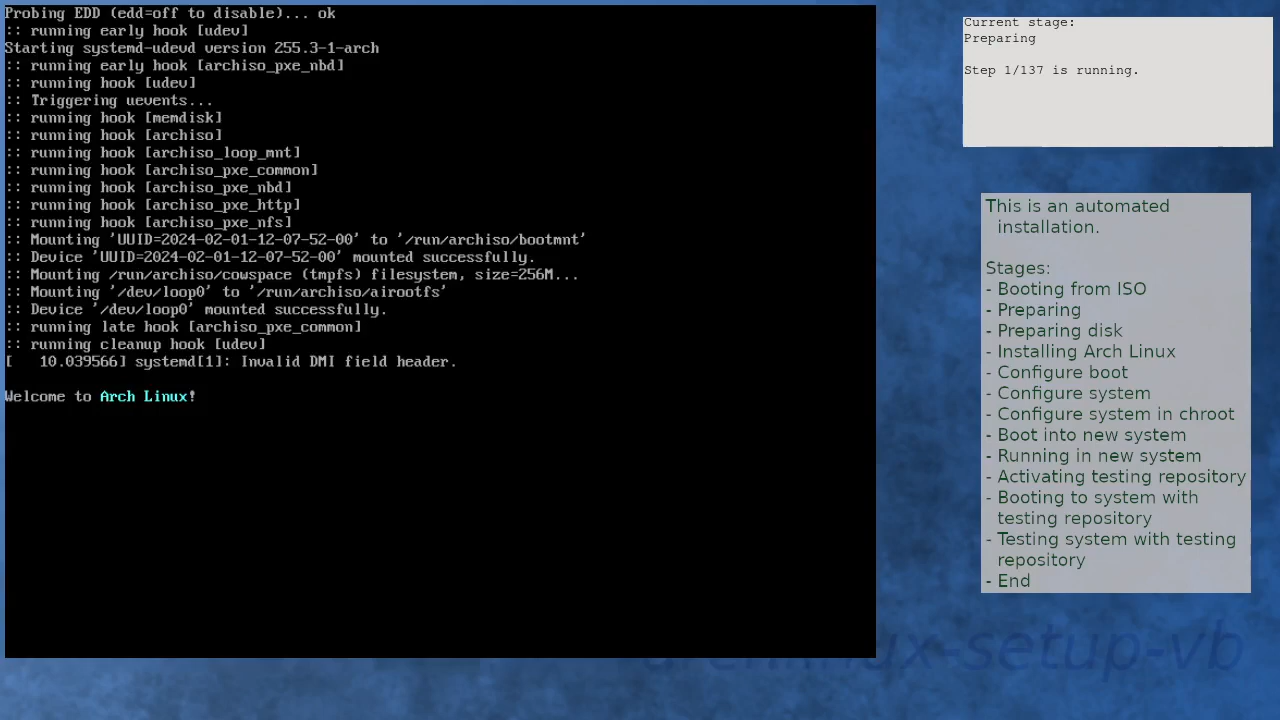 Probing EDD (edd=off to disable)... ok
:: running early hook [udev]
Starting systemd-udevd version 255.3-1-arch
:: running early hook [archiso_pxe_nbd]
:: running hook [udev]
:: Triggering uevents...
:: running hook [memdisk]
:: running hook [archiso]
:: running hook [archiso_loop_mnt]
:: running hook [archiso_pxe_common]
:: running hook [archiso_pxe_nbd]
:: running hook [archiso_pxe_http]
:: running hook [archiso_pxe_nfs]
:: Mounting 'UUID=2024-02-01-12-07-52-00' to '/run/archiso/bootmnt'
:: Device 'UUID=2024-02-01-12-07-52-00' mounted successfully.
:: Mounting /run/archiso/cowspace (tmpfs) filesystem, size=256M...
:: Mounting '/dev/loop0' to '/run/archiso/airootfs'
:: Device '/dev/loop0' mounted successfully.
:: running late hook [archiso_pxe_common]
:: running cleanup hook [udev]
[   10.039566] systemd[1]: Invalid DMI field header.
Welcome to Arch Linux!
Current stage:
Preparing
Step 1/137 is running.
This is an automated
installation.
Stages:
- Booting from ISO
- Preparing
- Preparing disk
- Installing Arch Linux
- Configure boot
- Configure system
- Configure system in chroot
- Boot into new system
- Running in new system
- Activating testing repository
- Booting to system with
testing repository
- Testing system with testing
repository
- End
archlinux-setup-vb